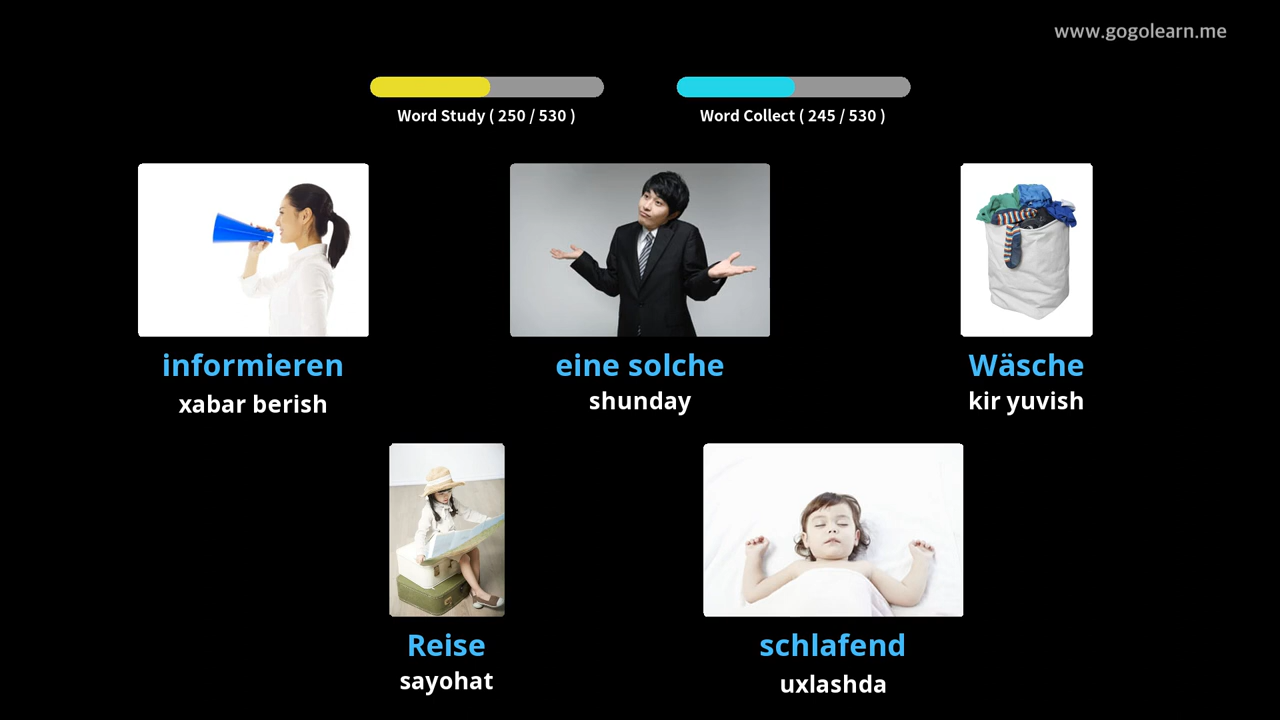 www.gogolearn.me
Word Study ( 250 / 530 )
Word Collect ( 245 / 530 )
informieren
xabar berish
eine solche
shunday
Wäsche
kir yuvish
Reise
sayohat
schlafend
uxlashda